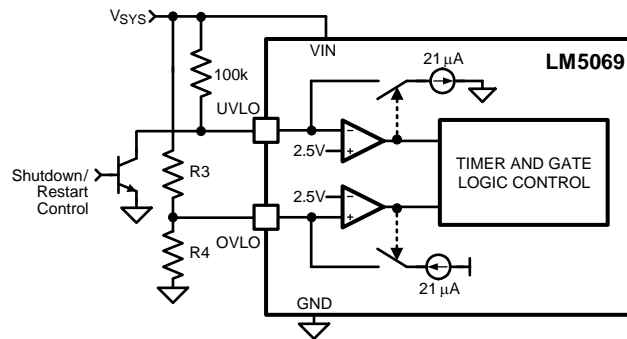 VSYS
VIN
LM5069
100k
21 μA
UVLO
2.5V
Shutdown/
Restart
Control
R3
TIMER AND GATE
LOGIC CONTROL
2.5V
OVLO
R4
21 μA
GND